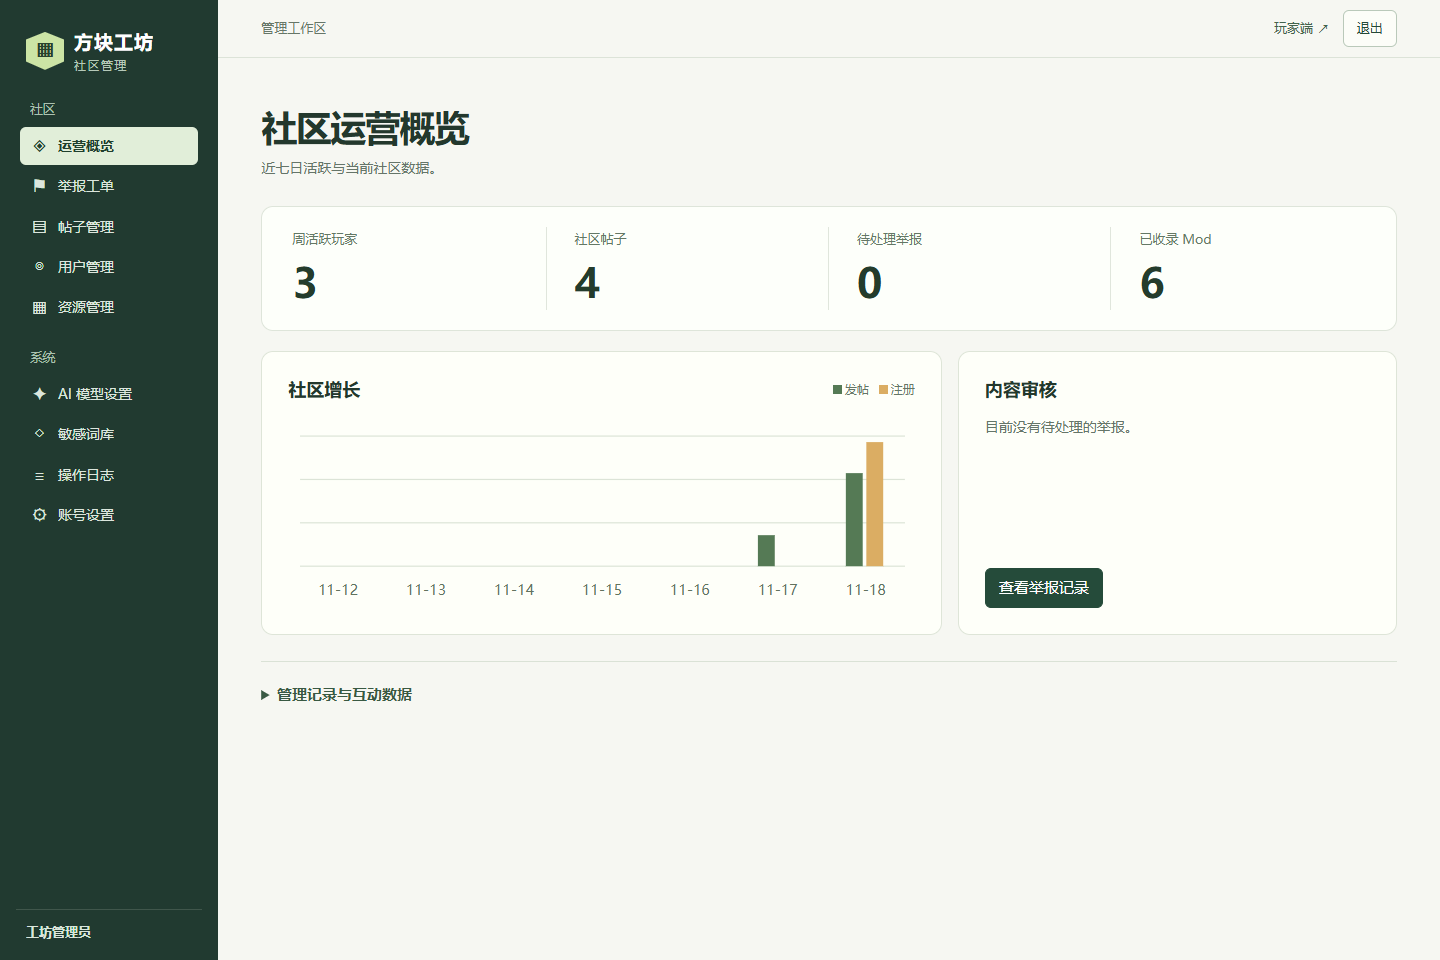 方块工坊
社区管理
社区
运营概览
举报工单
帖子管理
用户管理
资源管理
系统
AI 模型设置
敏感词库
操作日志
账号设置
工坊管理员
管理工作区
玩家端 ↗
退出
社区运营概览
近七日活跃与当前社区数据。
周活跃玩家
3
社区帖子
4
待处理举报
0
已收录 Mod
6
社区增长
发帖
注册
11-12
11-13
11-14
11-15
11-16
11-17
11-18
内容审核
目前没有待处理的举报。
查看举报记录
管理记录与互动数据